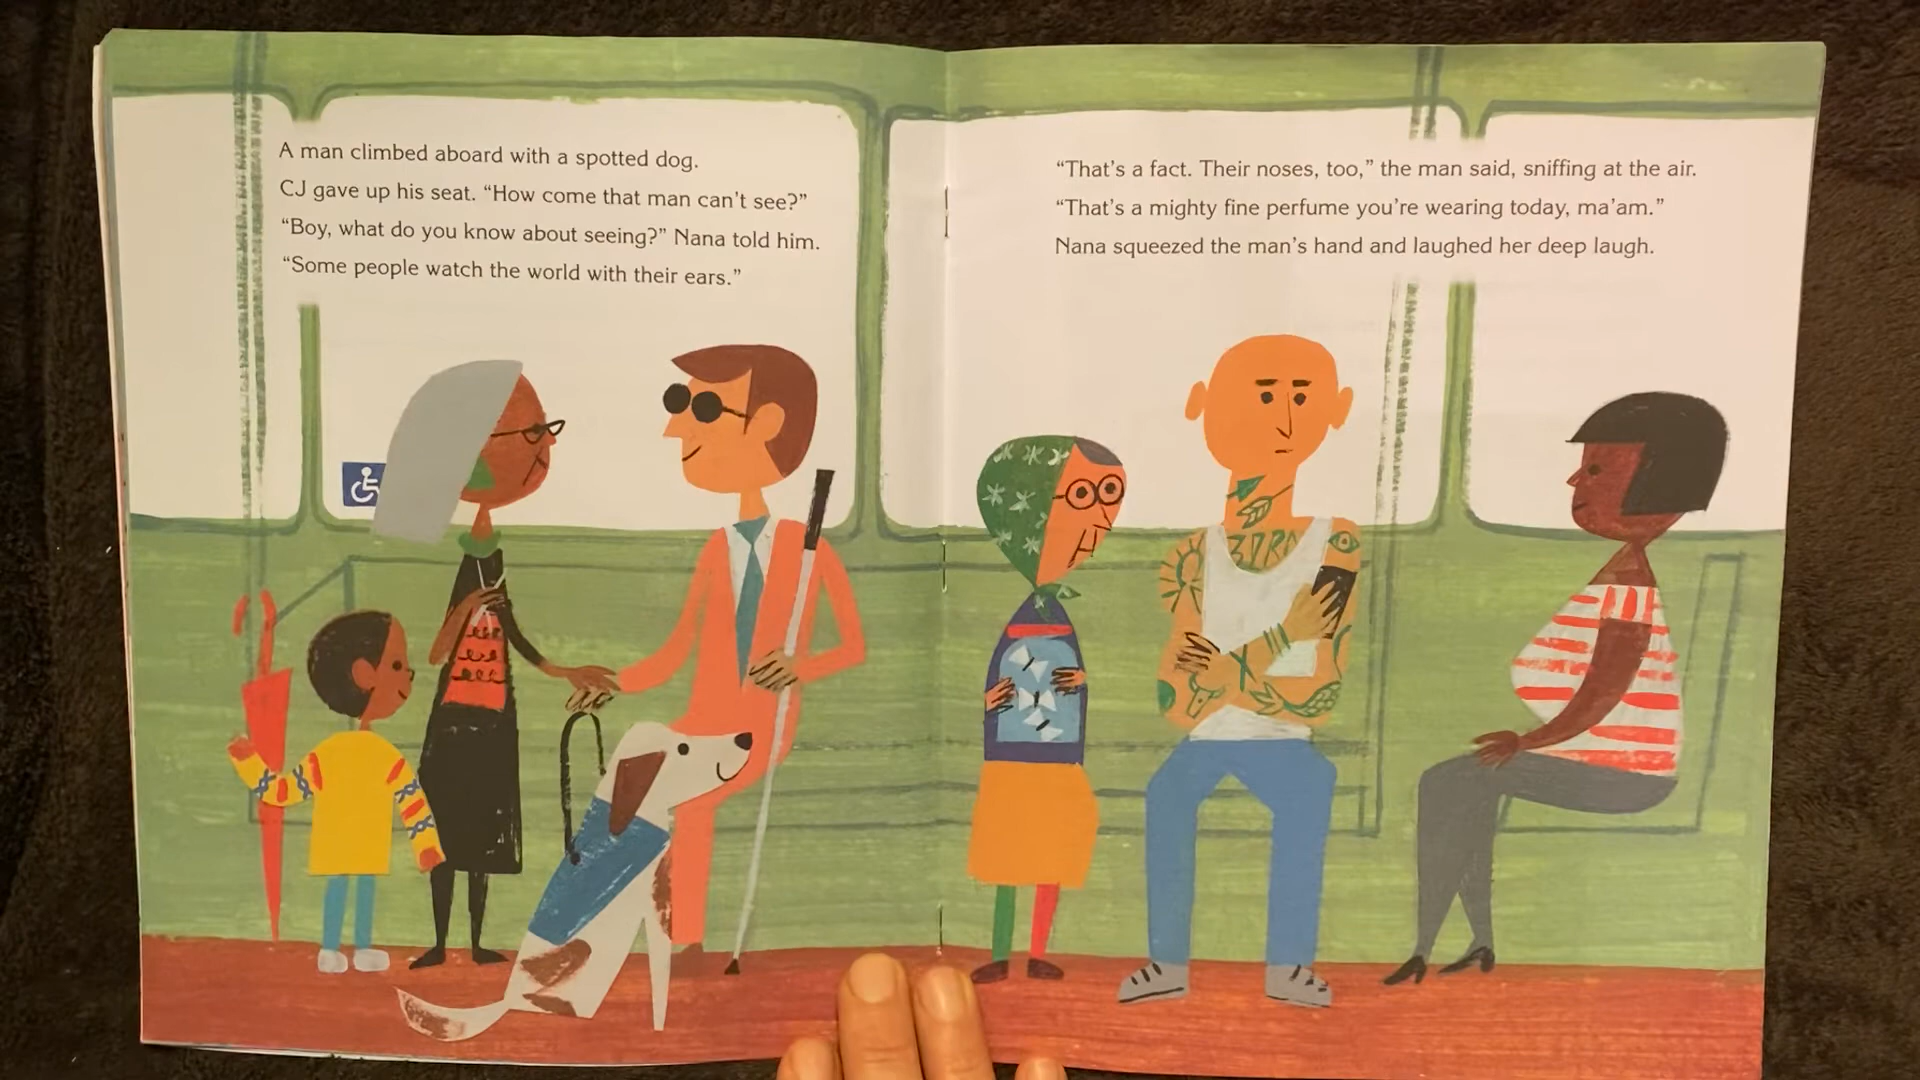 A man climbed aboard with a spotted dog.
CJ gave up his seat. “How come that man can’t see?”
“Boy, what do you know about seeing?” Nana told him.
“Some people watch the world with their ears.”
“That’s a fact. Their noses, too,” the man said, sniffing at the air.
“That’s a mighty fine perfume you’re wearing today, ma’am.”
Nana squeezed the man’s hand and laughed her deep laugh.
BORN